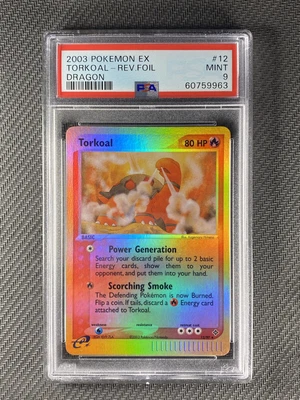 2003 POKEMON EX #12
TORKOAL-REV.FOIL MINT
DRAGON 9
PSA
60759963
Torkoal 80 HP
BASIC
Power Generation
Search your discard pile for up to 2 basic
Energy cards, show them to your
opponent, and put them into your hand.
Scorching Smoke
The Defending Pokémon is now Burned.
Flip a coin. If tails, discard a Energy card
attached to Torkoal.